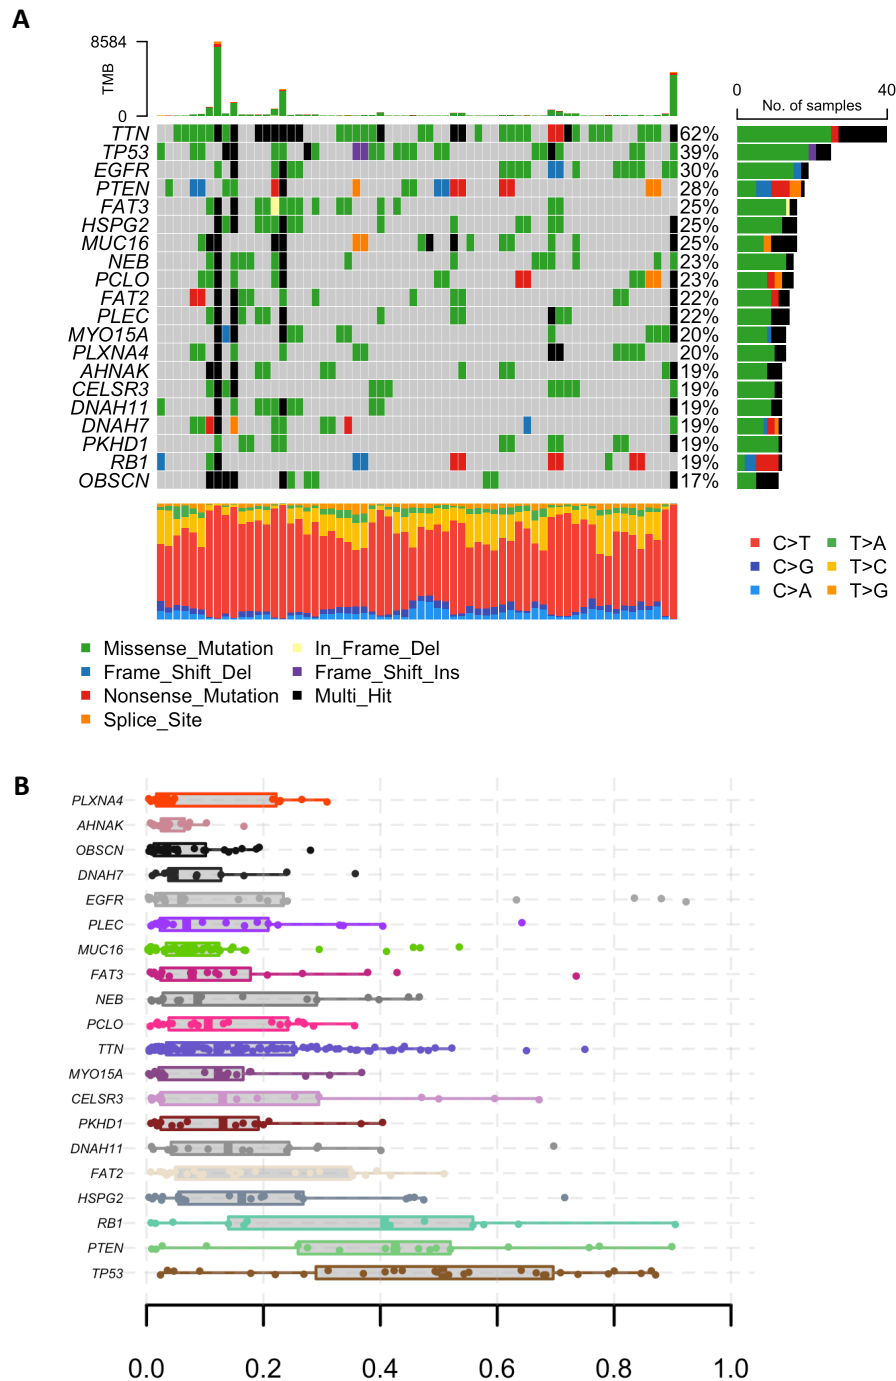 A
8584
TMB
0
0 40
No. of samples
TTN 62%
TP53 39%
EGFR 30%
PTEN 28%
FAT3 25%
HSPG2 25%
MUC16 25%
NEB 23%
PCLO 23%
FAT2 22%
PLEC 22%
MYO15A 20%
PLXNA4 20%
AHNAK 19%
CELSR3 19%
DNAH11 19%
DNAH7 19%
PKHD1 19%
RB1 19%
OBSCN 17%
C>T T>A
C>G T>C
C>A T>G
Missense_Mutation In_Frame_Del
Frame_Shift_Del Frame_Shift_Ins
Nonsense_Mutation Multi_Hit
Splice_Site
B
PLXNA4
AHNAK
OBSCN
DNAH7
EGFR
PLEC
MUC16
FAT3
NEB
PCLO
TTN
MYO15A
CELSR3
PKHD1
DNAH11
FAT2
HSPG2
RB1
PTEN
TP53
0.0 0.2 0.4 0.6 0.8 1.0